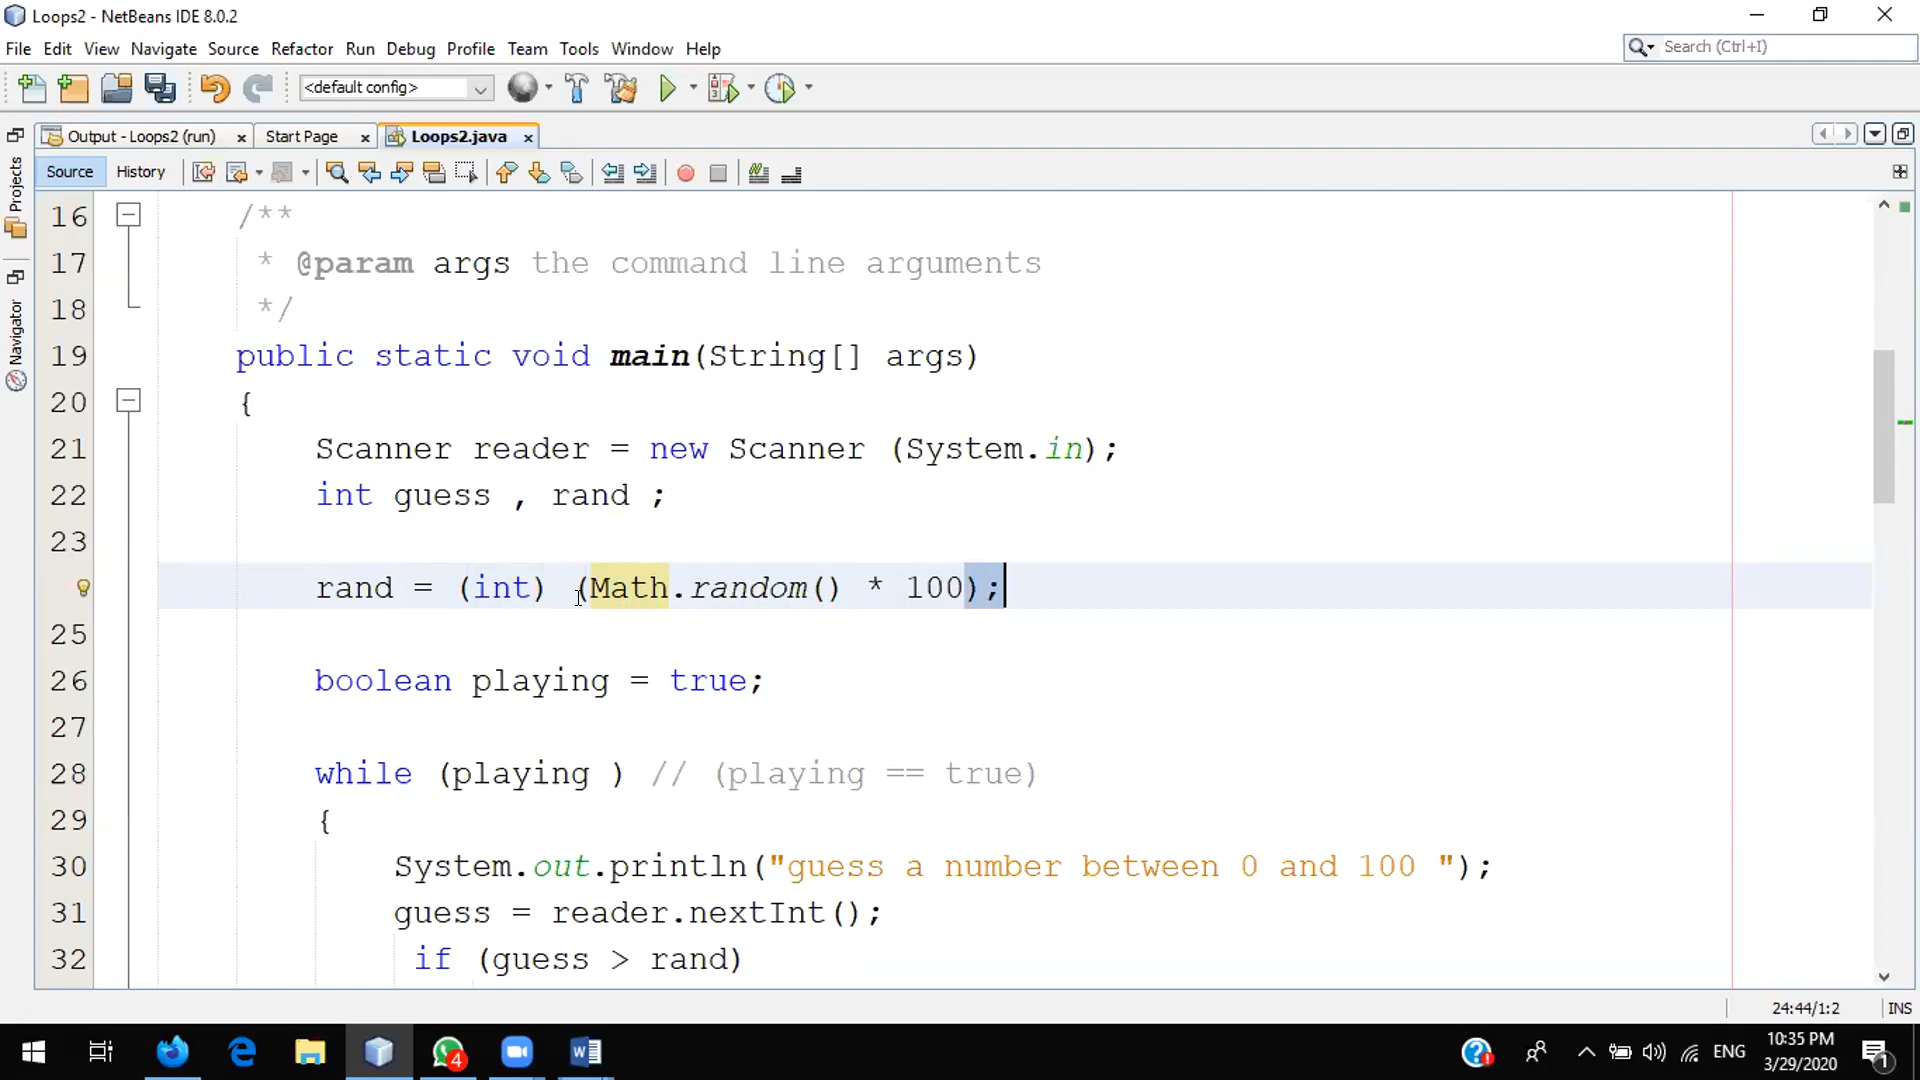 Loops2 - NetBeans IDE 8.0.2
File Edit View Navigate Source Refactor Run Debug Profile Team Tools Window Help
Search (Ctrl+I)
<default config>
Output - Loops2 (run) Start Page Loops2.java
Source History
Projects
Navigator
16 /**
17 * @param args the command line arguments
18 */
19 public static void main(String[] args)
20 {
21 Scanner reader = new Scanner (System.in);
22 int guess , rand ;
23
rand = (int) (Math.random() * 100);
25
26 boolean playing = true;
27
28 while (playing ) // (playing == true)
29 {
30 System.out.println("guess a number between 0 and 100 ");
31 guess = reader.nextInt();
32 if (guess > rand)
24:44/1:2 INS
4
ENG
10:35 PM
3/29/2020
1